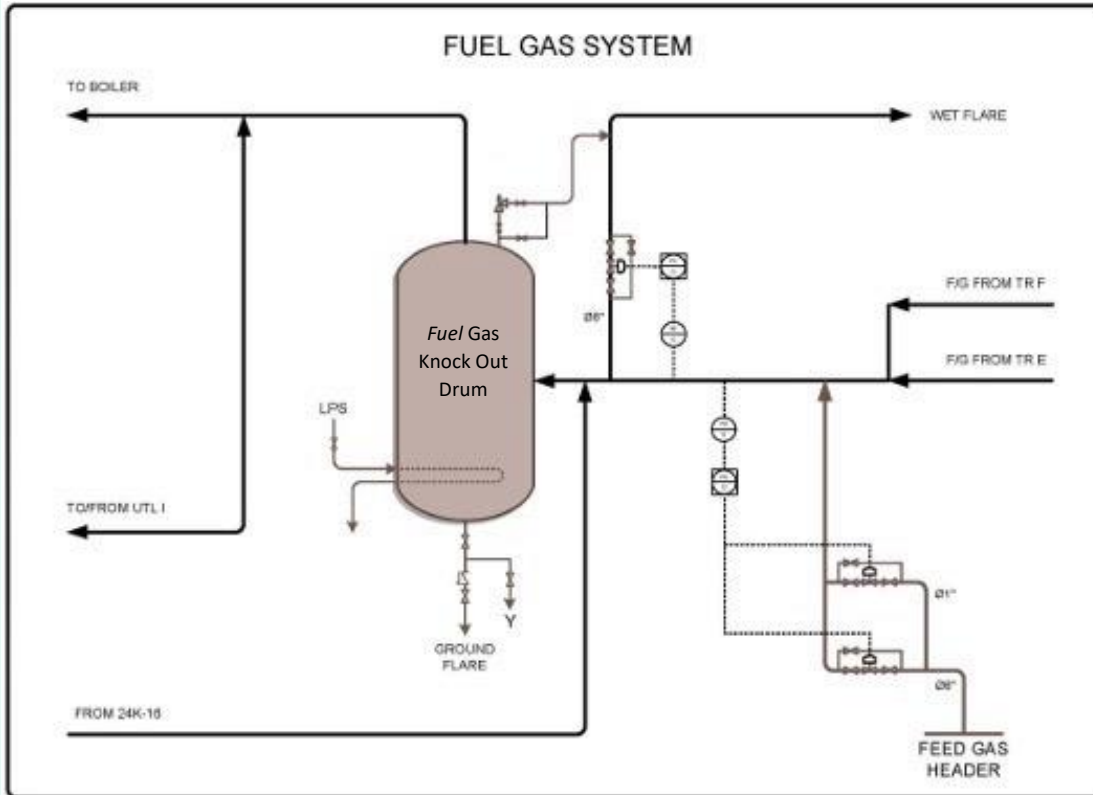 FUEL GAS SYSTEM
TO BOILER
WET FLARE
F/G FROM TR F
Ø6"
Fuel Gas
Knock Out
Drum
F/G FROM TR E
LPS
TO/FROM UTL I
Ø1"
Y
GROUND
FLARE
FROM 24K-16
FEED GAS
HEADER